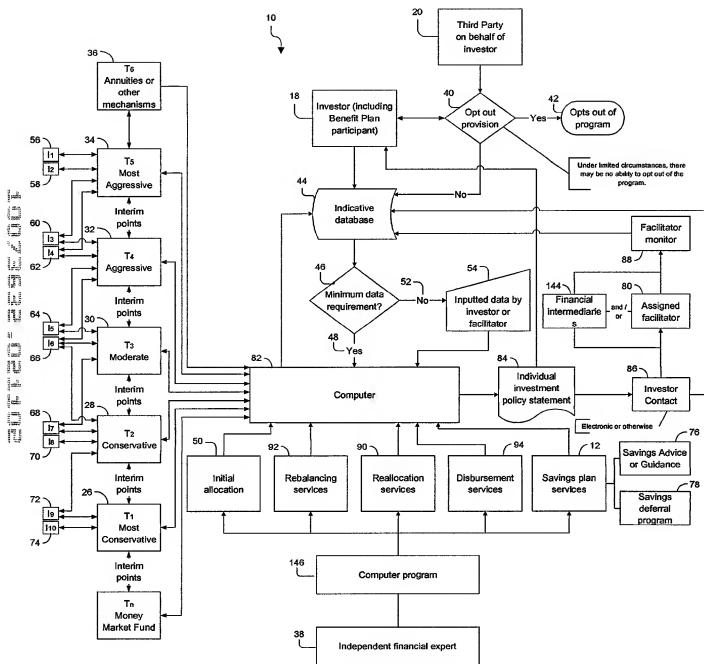 10
20
Third Party
on behalf of
investor
36
T6
Annuities or
other
mechanisms
18
Investor (including
Benefit Plan
participant)
40
Opt out
provision
Yes
42
Opts out of
program
Under limited circumstances, there
may be no ability to opt out of the
program.
No
56
I1
58
I2
34
T5
Most
Aggressive
Interim
points
44
Indicative
database
60
I3
62
I4
32
T4
Aggressive
Interim
points
46
Minimum data
requirement?
52
No
48
Yes
54
Inputted data by
investor or
facilitator
Facilitator
monitor
88
144
Financial
intermediarie
s
and /
or
80
Assigned
facilitator
64
I5
66
I6
30
T3
Moderate
Interim
points
82
Computer
84
Individual
investment
policy statement
86
Investor
Contact
Electronic or otherwise
68
I7
70
I8
28
T2
Conservative
Interim
points
50
Initial
allocation
92
Rebalancing
services
90
Reallocation
services
94
Disbursement
services
12
Savings plan
services
76
Savings Advice
or Guidance
78
Savings
deferral
program
72
I9
74
I10
26
T1
Most
Conservative
Interim
points
Tn
Money
Market Fund
146
Computer program
38
Independent financial expert